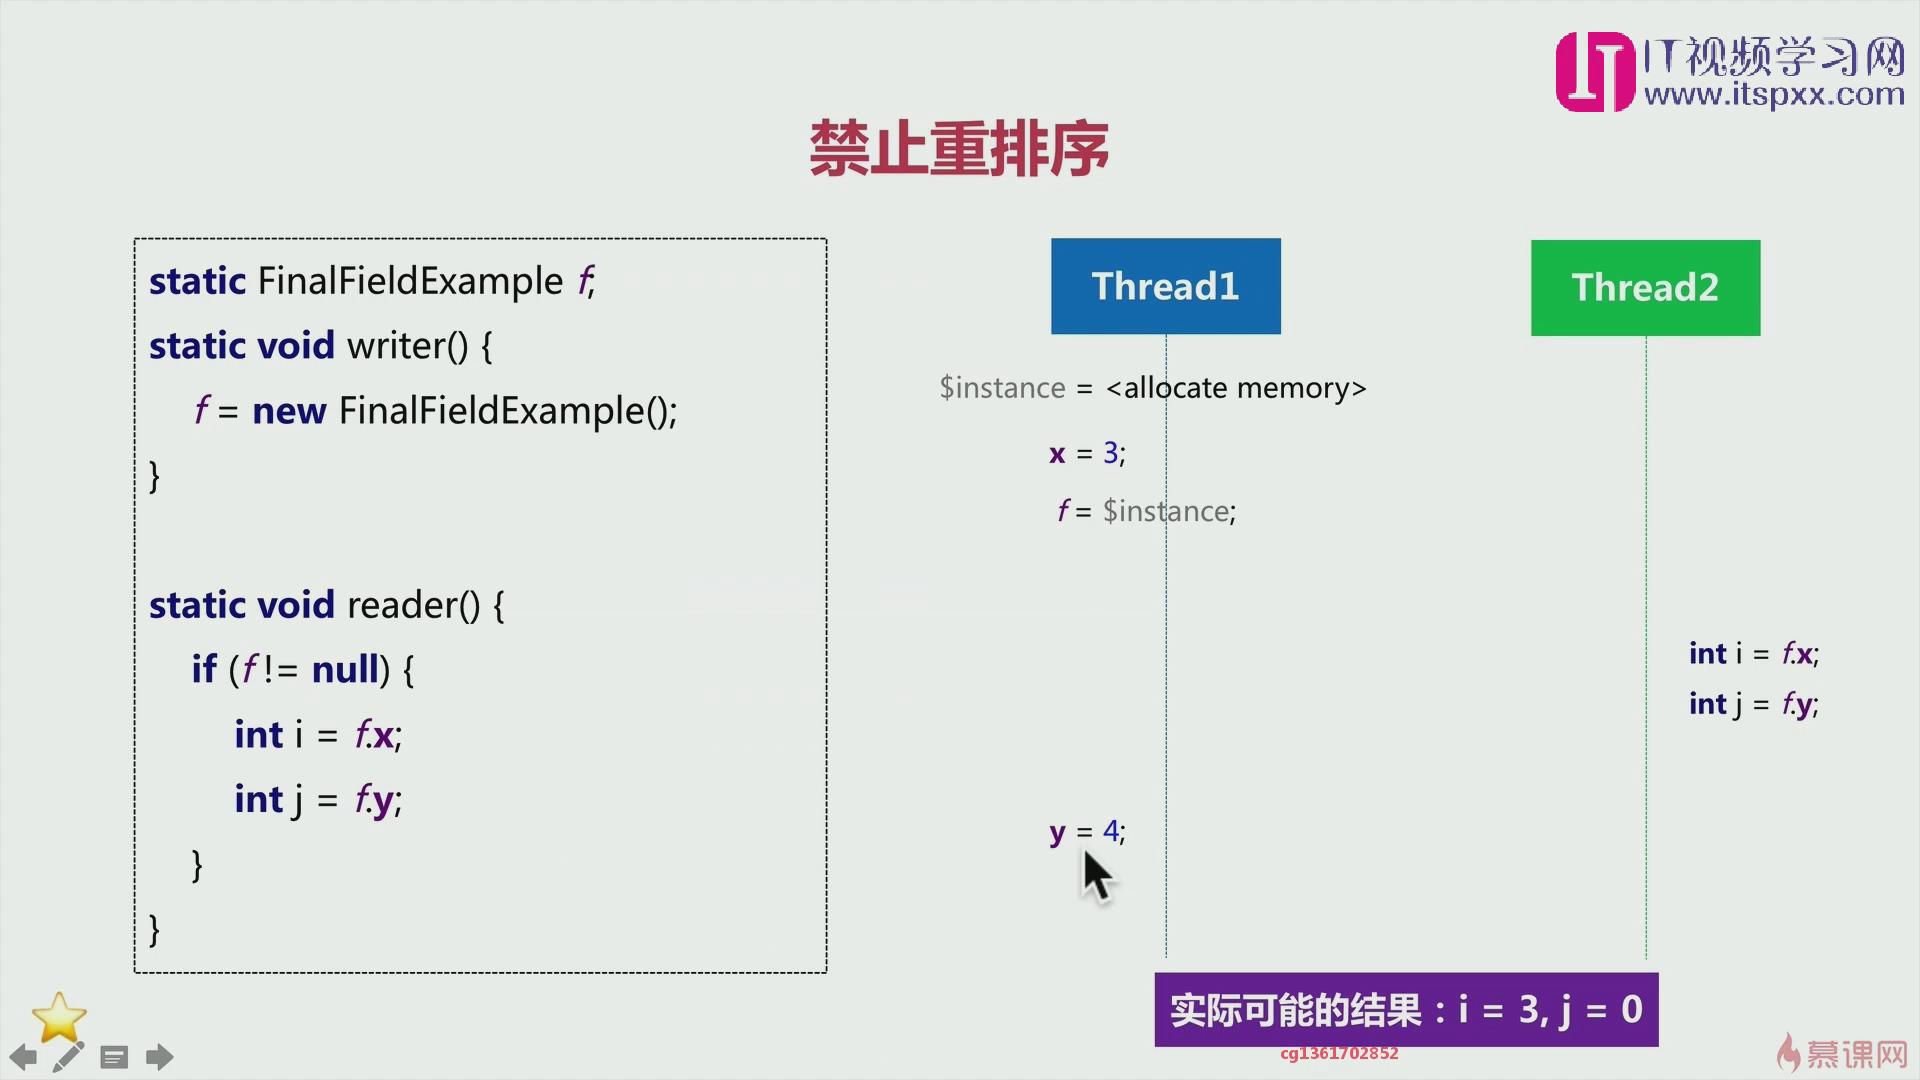 IT视频学习网
www.itspxx.com
禁止重排序
static FinalFieldExample f;
static void writer() {
f = new FinalFieldExample();
}
static void reader() {
if (f != null) {
int i = f.x;
int j = f.y;
}
}
Thread1
$instance = <allocate memory>
x = 3;
f = $instance;
y = 4;
Thread2
int i = f.x;
int j = f.y;
实际可能的结果：i = 3, j = 0
cg1361702852
慕课网